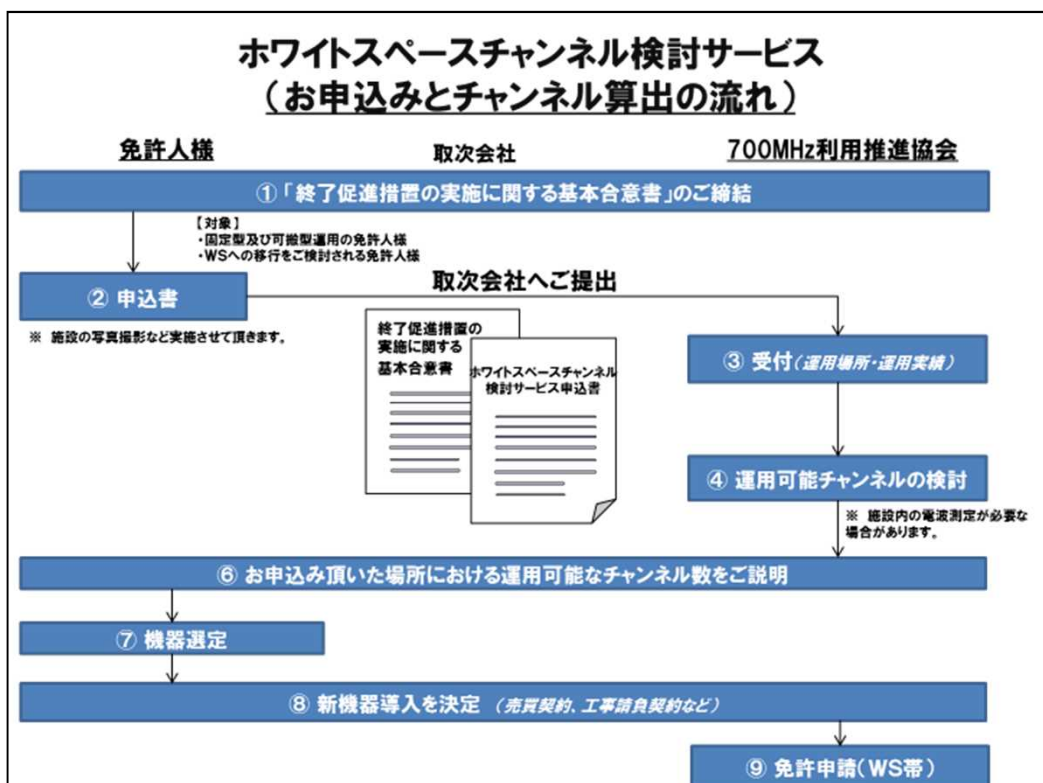 ホワイトスペースチャンネル検討サービス
（お申込みとチャンネル算出の流れ）
免許人様
取次会社
700MHz利用推進協会
①「終了促進措置の実施に関する基本合意書」のご締結
【対象】
・固定型及び可搬型運用の免許人様
・WSへの移行をご検討される免許人様
② 申込書
取次会社へご提出
※ 施設の写真撮影など実施させて頂きます。
終了促進措置の
実施に関する
基本合意書
ホワイトスペースチャンネル
検討サービス申込書
③ 受付（運用場所・運用実績）
④ 運用可能チャンネルの検討
※ 施設内の電波測定が必要な
場合があります。
⑥ お申込み頂いた場所における運用可能なチャンネル数をご説明
⑦ 機器選定
⑧ 新機器導入を決定 （売買契約、工事請負契約など）
⑨ 免許申請（WS帯）